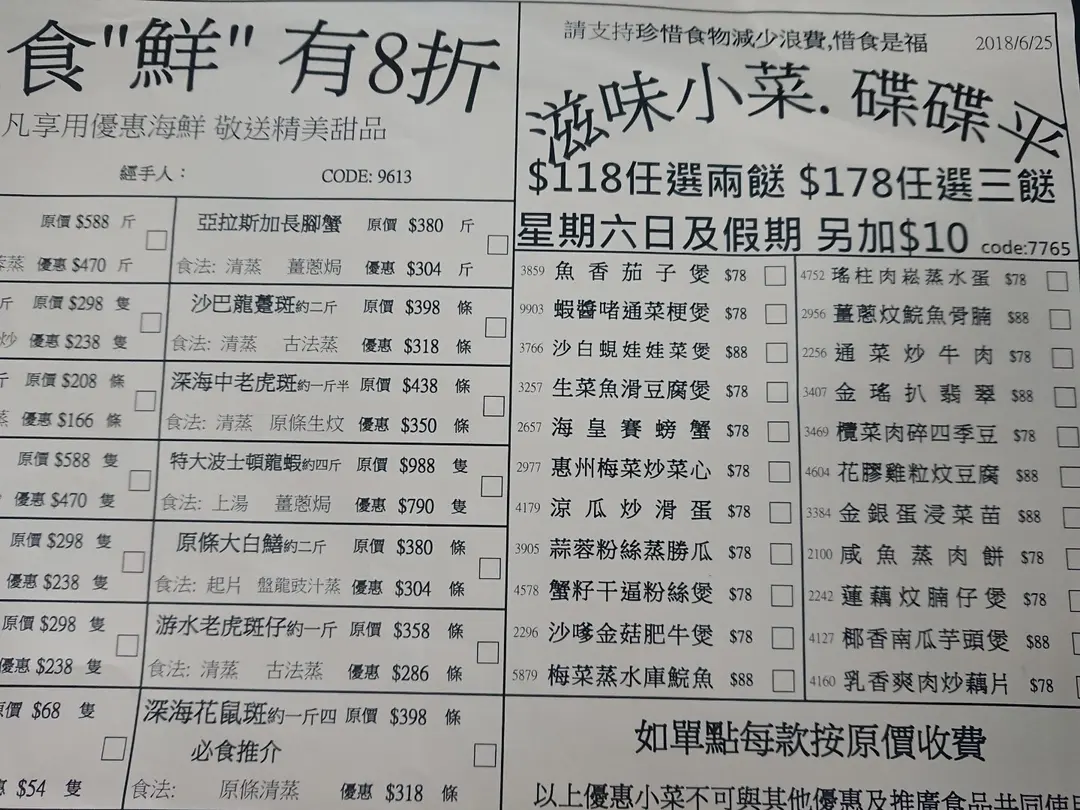 食"鮮" 有8折
凡享用優惠海鮮 敬送精美甜品
經手人： CODE: 9613
原價 $588 斤
優惠 $470 斤
斤 原價 $298 隻
炒 優惠 $238 隻
斤 原價 $208 條
優惠 $166 條
原價 $588 隻
優惠 $470 隻
原價 $298 隻
優惠 $238 隻
原價 $298 隻
優惠 $238 隻
原價 $68 隻
$54 隻
亞拉斯加長腳蟹 原價 $380 斤
食法: 清蒸 薑蔥焗 優惠 $304 斤
沙巴龍躉斑約二斤 原價 $398 條
食法: 清蒸 古法蒸 優惠 $318 條
深海中老虎斑約一斤半 原價 $438 條
食法: 清蒸 原條生炆 優惠 $350 條
特大波士頓龍蝦約四斤 原價 $988 隻
食法: 上湯 薑蔥焗 優惠 $790 隻
原條大白鱔約二斤 原價 $380 條
食法: 起片 盤龍豉汁蒸 優惠 $304 條
游水老虎斑仔約一斤 原價 $358 條
食法: 清蒸 古法蒸 優惠 $286 條
深海花鼠斑約一斤四 原價 $398 條
必食推介
食法: 原條清蒸 優惠 $318 條
請支持珍惜食物減少浪費,惜食是福 2018/6/25
滋味小菜. 碟碟平
$118任選兩餸 $178任選三餸
星期六日及假期 另加$10 code:7765
3859 魚香茄子煲 $78
9903 蝦醬啫通菜梗煲 $78
3766 沙白蜆娃娃菜煲 $88
3257 生菜魚滑豆腐煲 $78
2657 海皇賽螃蟹 $78
2977 惠州梅菜炒菜心 $78
4179 涼瓜炒滑蛋 $78
3905 蒜蓉粉絲蒸勝瓜 $78
4578 蟹籽干逼粉絲煲 $78
2296 沙嗲金菇肥牛煲 $78
5879 梅菜蒸水庫鯇魚 $88
4752 瑤柱肉崧蒸水蛋 $78
2956 薑蔥炆鯇魚骨腩 $88
2256 通菜炒牛肉 $78
3407 金瑤扒翡翠 $88
3469 欖菜肉碎四季豆 $78
4604 花膠雞粒炆豆腐 $88
3384 金銀蛋浸菜苗 $88
2100 咸魚蒸肉餅 $78
2242 蓮藕炆腩仔煲 $78
4127 椰香南瓜芋頭煲 $88
4160 乳香爽肉炒藕片 $78
如單點每款按原價收費
以上優惠小菜不可與其他優惠及推廣食品共同使用